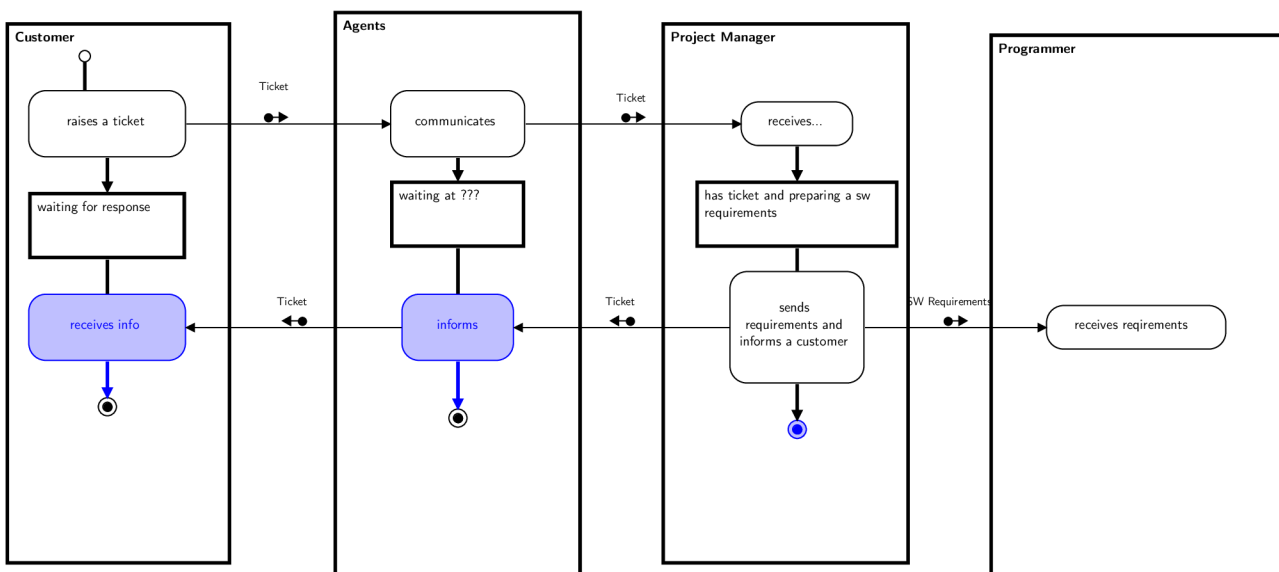 Customer
Agents
Project Manager
Programmer
Ticket
Ticket
raises a ticket
communicates
receives...
waiting for response
waiting at ???
has ticket and preparing a sw
requirements
Ticket
Ticket
SW Requirements
receives info
informs
sends
requirements and
informs a customer
receives reqirements